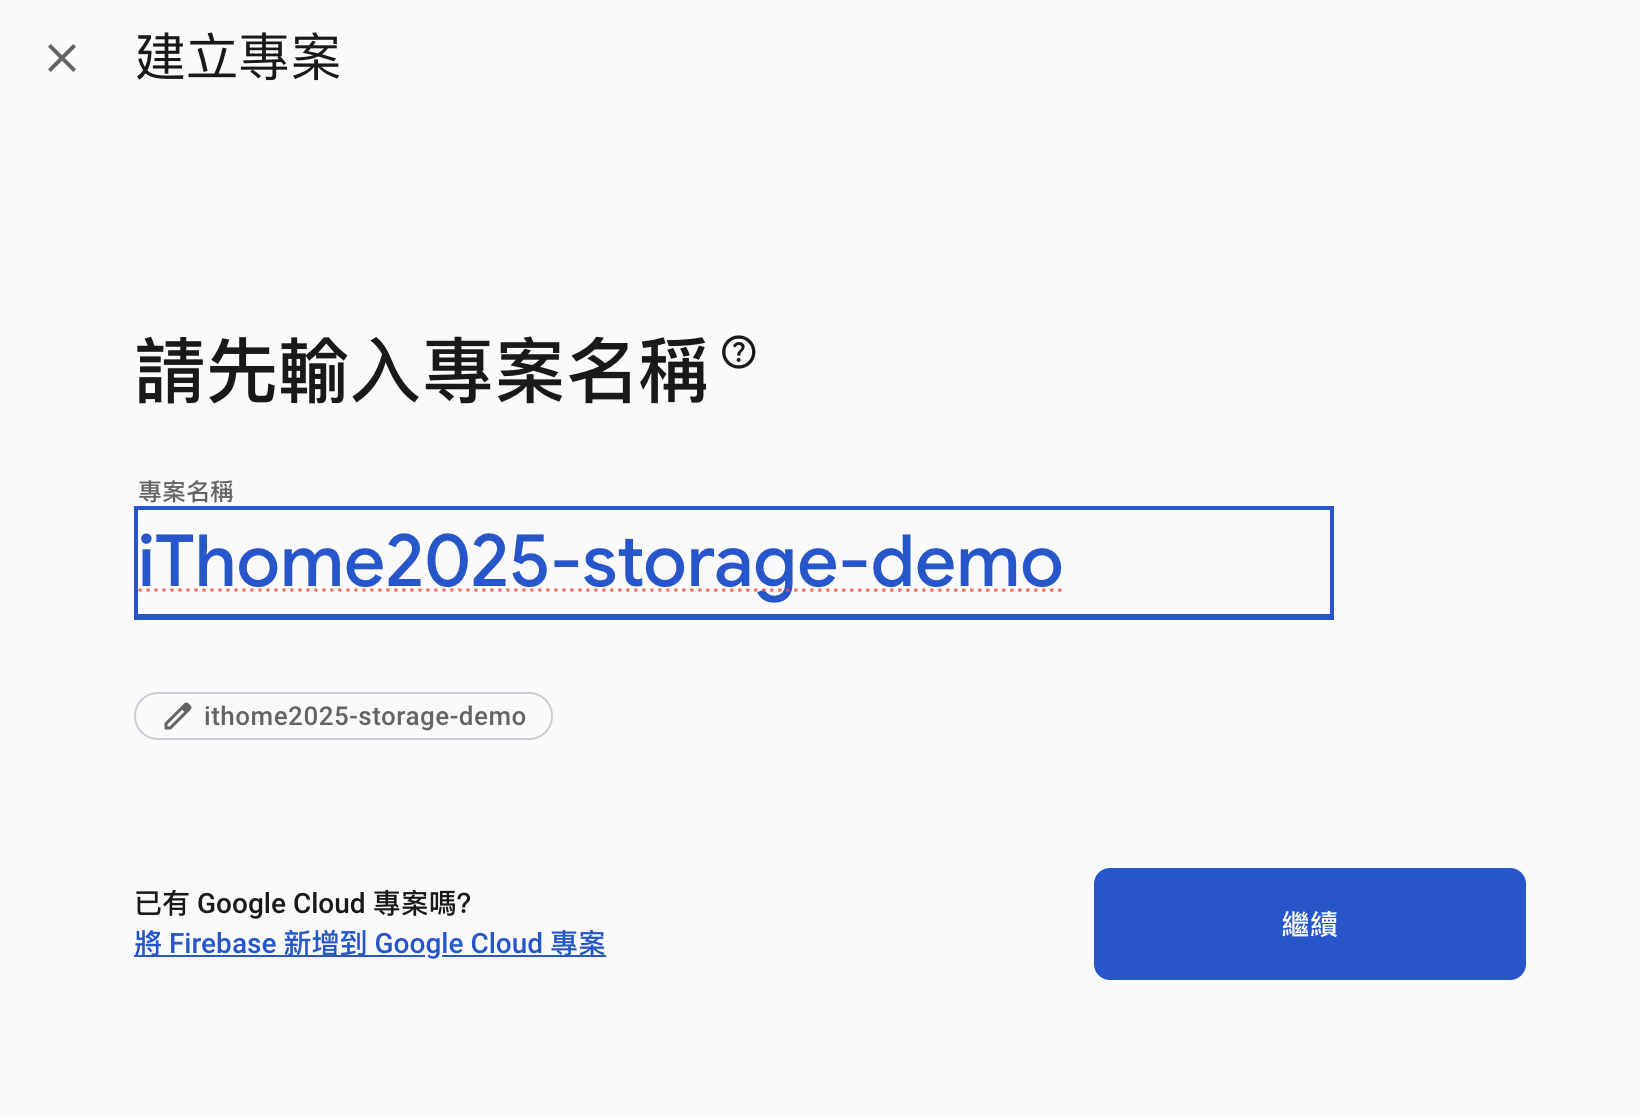 建立專案
請先輸入專案名稱
專案名稱
iThome2025-storage-demo
ithome2025-storage-demo
已有 Google Cloud 專案嗎?
將 Firebase 新增到 Google Cloud 專案
繼續